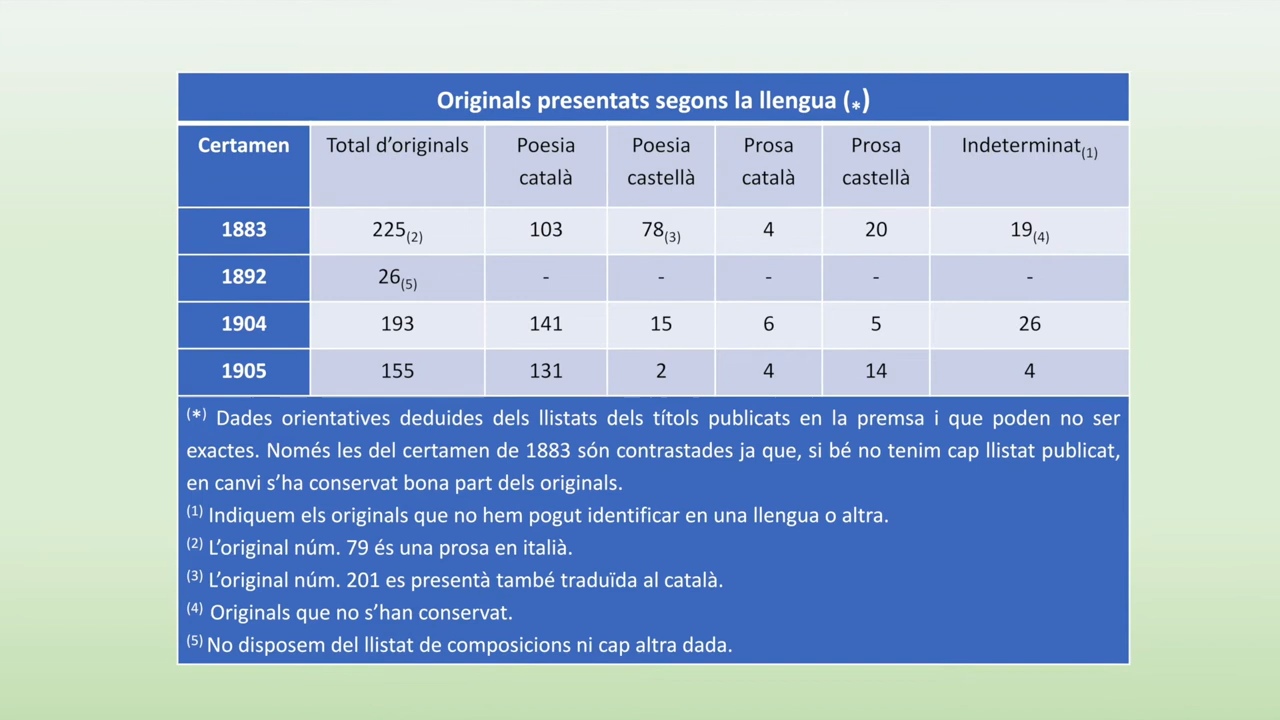 Originals presentats segons la llengua (*)
Certamen Total d’originals Poesia català Poesia castellà Prosa català Prosa castellà Indeterminat(1)
1883 225(2) 103 78(3) 4 20 19(4)
1892 26(5) - - - - -
1904 193 141 15 6 5 26
1905 155 131 2 4 14 4
(*) Dades orientatives deduides dels llistats dels títols publicats en la premsa i que poden no ser
exactes. Només les del certamen de 1883 són contrastades ja que, si bé no tenim cap llistat publicat,
en canvi s’ha conservat bona part dels originals.
(1) Indiquem els originals que no hem pogut identificar en una llengua o altra.
(2) L’original núm. 79 és una prosa en italià.
(3) L’original núm. 201 es presentà també traduïda al català.
(4) Originals que no s’han conservat.
(5) No disposem del llistat de composicions ni cap altra dada.